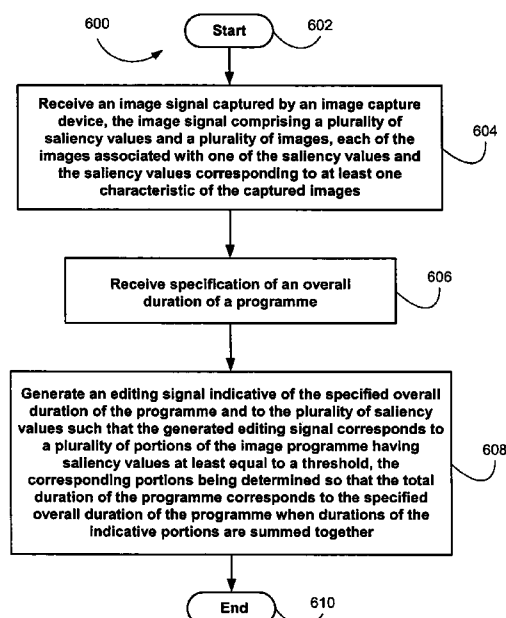 600
Start
602
Receive an image signal captured by an image capture
device, the image signal comprising a plurality of
saliency values and a plurality of images, each of the
images associated with one of the saliency values and
the saliency values corresponding to at least one
characteristic of the captured images
604
Receive specification of an overall
duration of a programme
606
Generate an editing signal indicative of the specified overall
duration of the programme and to the plurality of saliency
values such that the generated editing signal corresponds to
a plurality of portions of the image programme having
saliency values at least equal to a threshold, the
corresponding portions being determined so that the total
duration of the programme corresponds to the specified
overall duration of the programme when durations of the
indicative portions are summed together
608
End
610